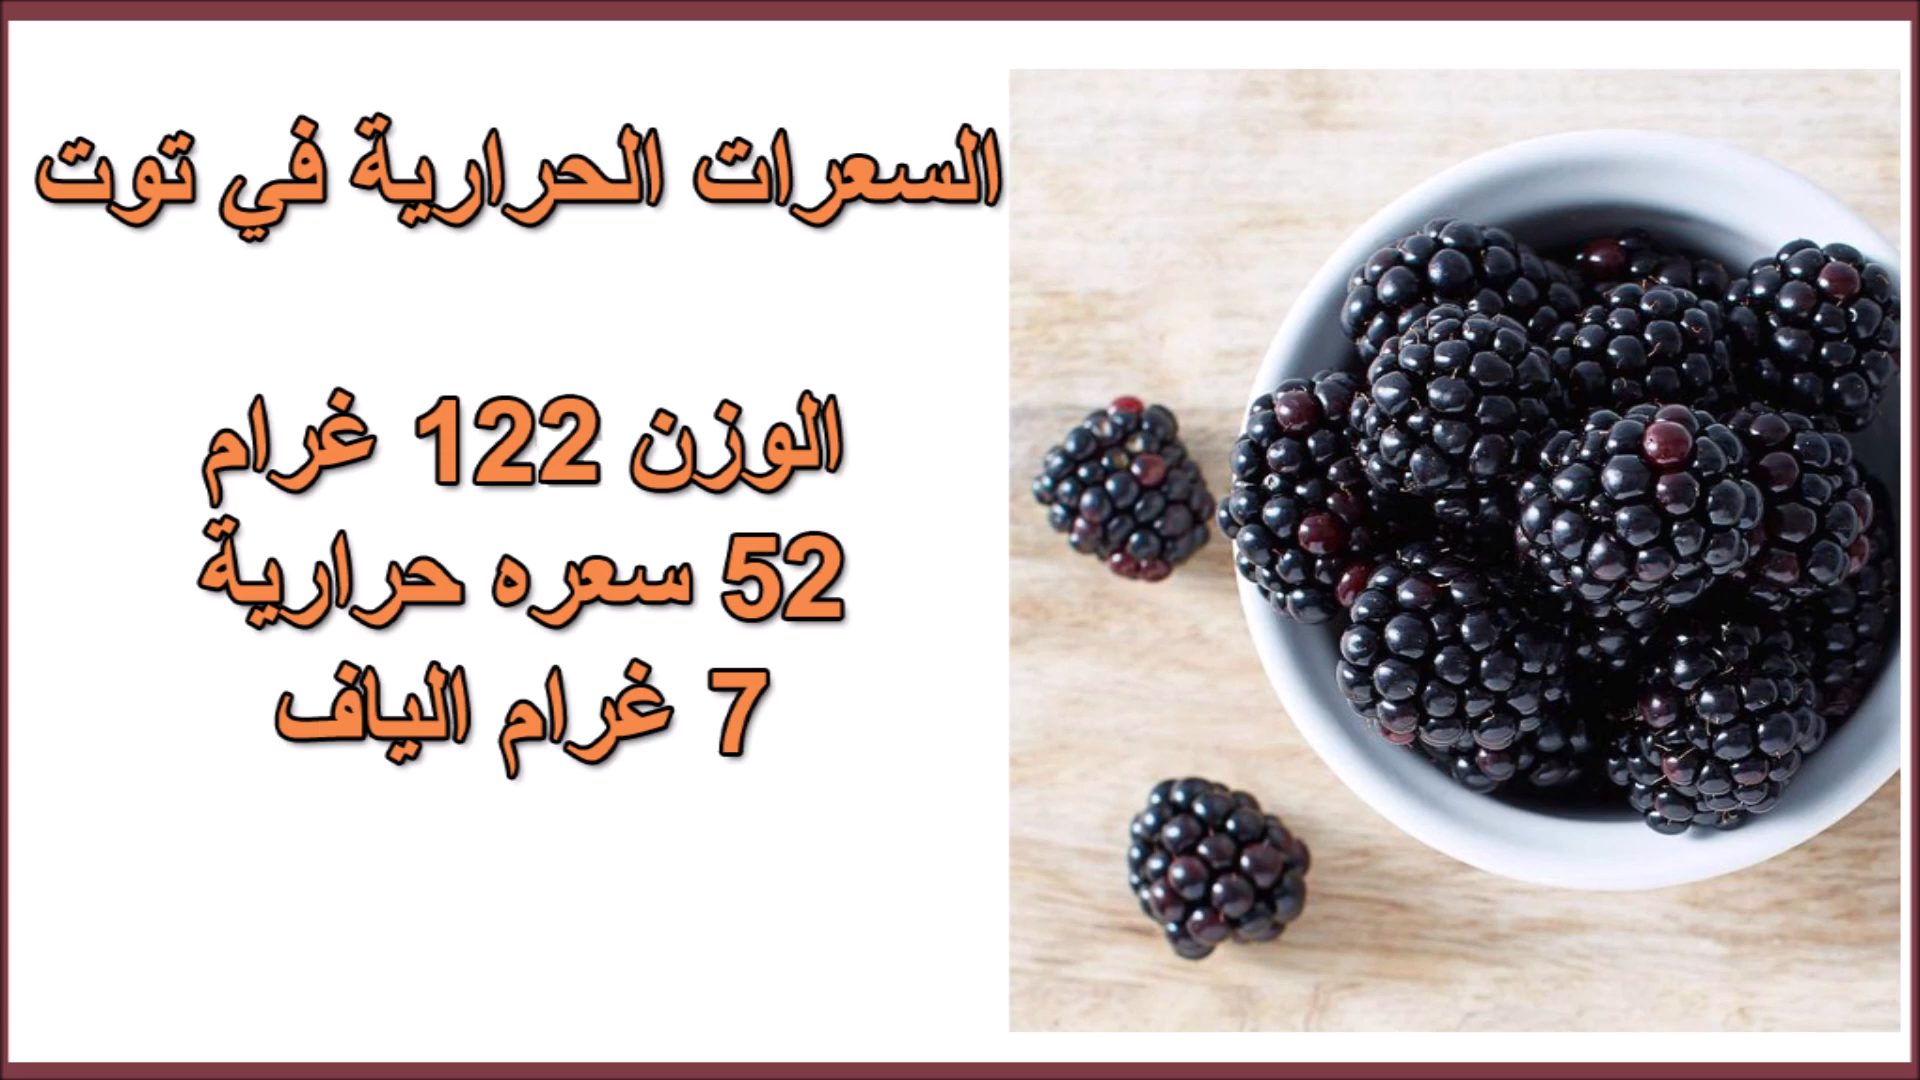 السعرات الحرارية في توت
الوزن 122 غرام
52 سعره حرارية
7 غرام الياف